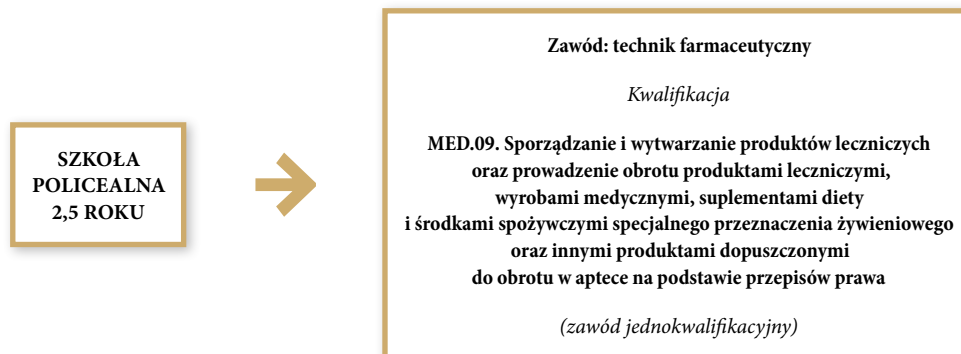 SZKOŁA
POLICEALNA
2,5 ROKU
Zawód: technik farmaceutyczny
Kwalifikacja
MED.09. Sporządzanie i wytwarzanie produktów leczniczych
oraz prowadzenie obrotu produktami leczniczymi,
wyrobami medycznymi, suplementami diety
i środkami spożywczymi specjalnego przeznaczenia żywieniowego
oraz innymi produktami dopuszczonymi
do obrotu w aptece na podstawie przepisów prawa
(zawód jednokwalifikacyjny)